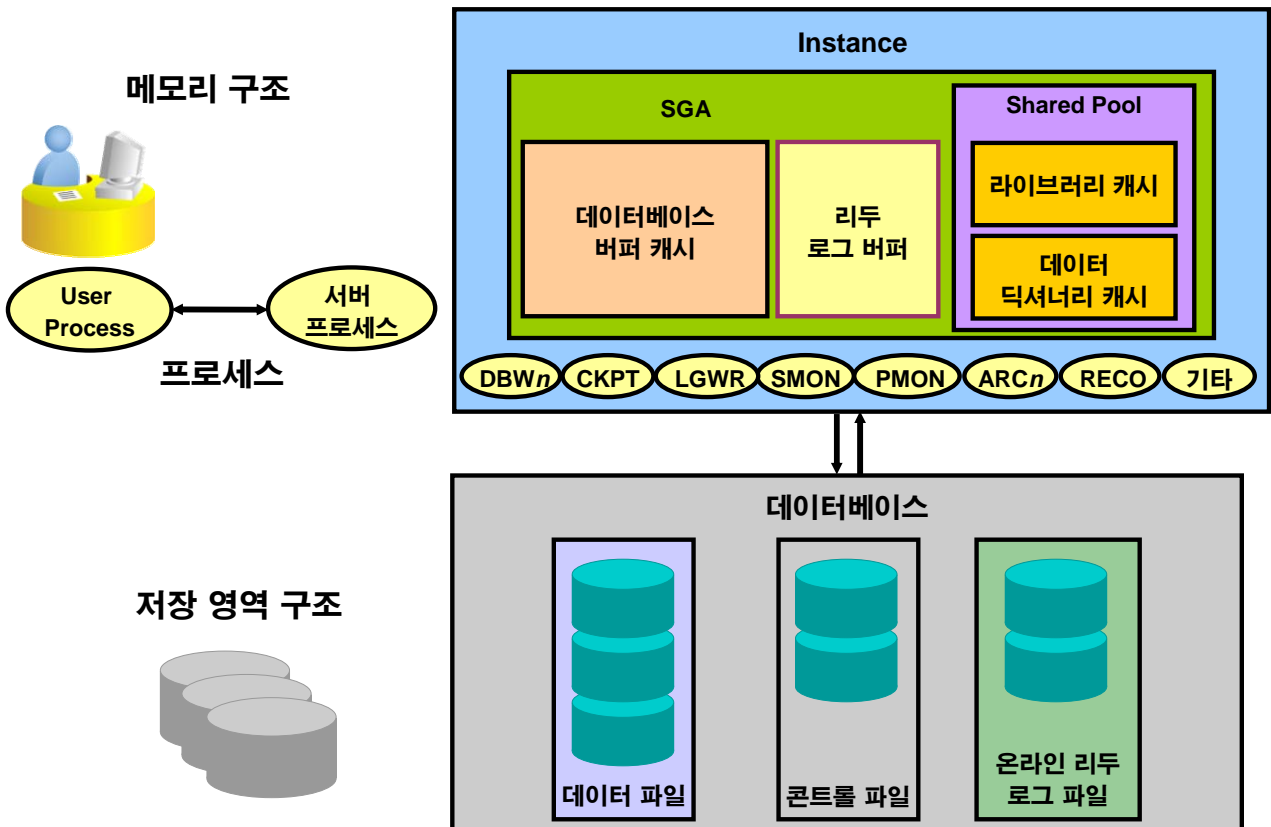 Instance
메모리 구조
SGA
Shared Pool
데이터베이스
버퍼 캐시
리두
로그 버퍼
라이브러리 캐시
데이터
딕셔너리 캐시
User
Process
서버
프로세스
프로세스
DBWn
CKPT
LGWR
SMON
PMON
ARCn
RECO
기타
데이터베이스
저장 영역 구조
데이터 파일
콘트롤 파일
온라인 리두
로그 파일